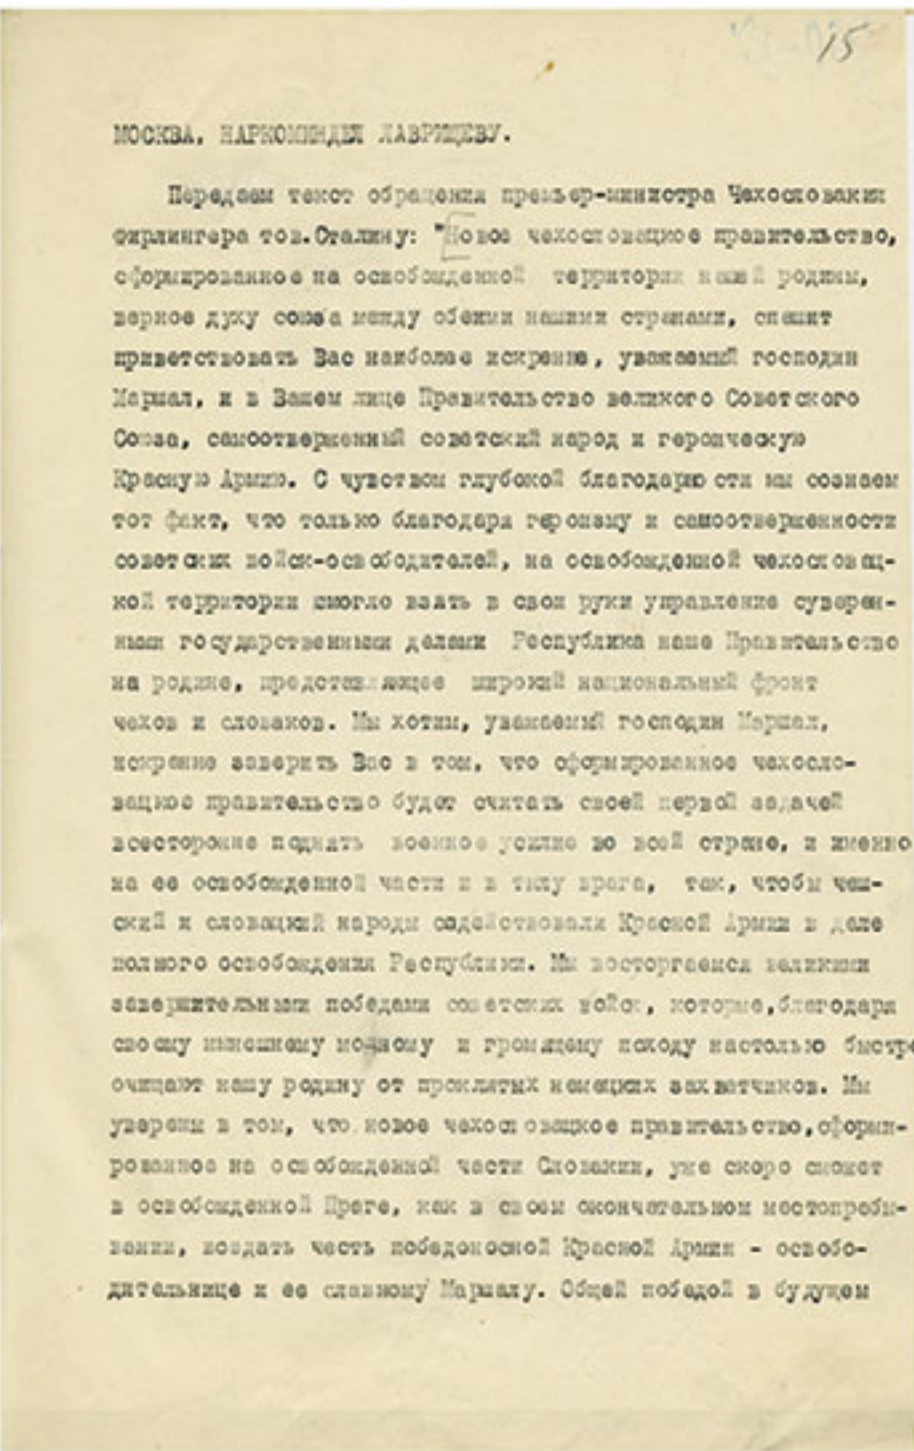 15
МОСКВА, НАРКОМИНДЕЛ ЛАВРИЩЕВУ.
Передаем текст обращения премьер-министра Чехословакии
Фирлингера тов.Сталину: "Новое чехословацкое правительство,
сформированное на освобожденной территории нашей родины,
верное духу союза между обеими нашими странами, спешит
приветствовать Вас наиболее искренне, уважаемый господин
Маршал, и в Вашем лице Правительство великого Советского
Союза, самоотверженный советский народ и героическую
Красную Армию. С чувством глубокой благодарности мы сознаем
тот факт, что только благодаря героизму и самоотверженности
советских войск-освободителей, на освобожденной чехословац-
кой территории смогло взять в свои руки управление суверен-
ными государственными делами Республика наше Правительство
на родине, представляющее широкий национальный фронт
чехов и словаков. Мы хотим, уважаемый господин Маршал,
искренне заверить Вас в том, что сформированное чехосло-
вацкое правительство будет считать своей первой задачей
всесторонне поднять военное усилие во всей стране, и именно
на ее освобожденной части и в тылу врага, так, чтобы чеш-
ский и словацкий народы содействовали Красной Армии в деле
полного освобождения Республики. Мы восторгаемся великими
завершительными победами советских войск, которые,благодаря
своему нынешнему мощному и громящему походу настолько быстро
очищают нашу родину от проклятых немецких захватчиков. Мы
уверены в том, что новое чехословацкое правительство,сформи-
рованное на освобожденной части Словакии, уже скоро сможет
в освобожденной Праге, как в своем окончательном местопребы-
вании, воздать честь победоносной Красной Армии - освобо-
дительнице и ее славному Маршалу. Общей победой в будущем